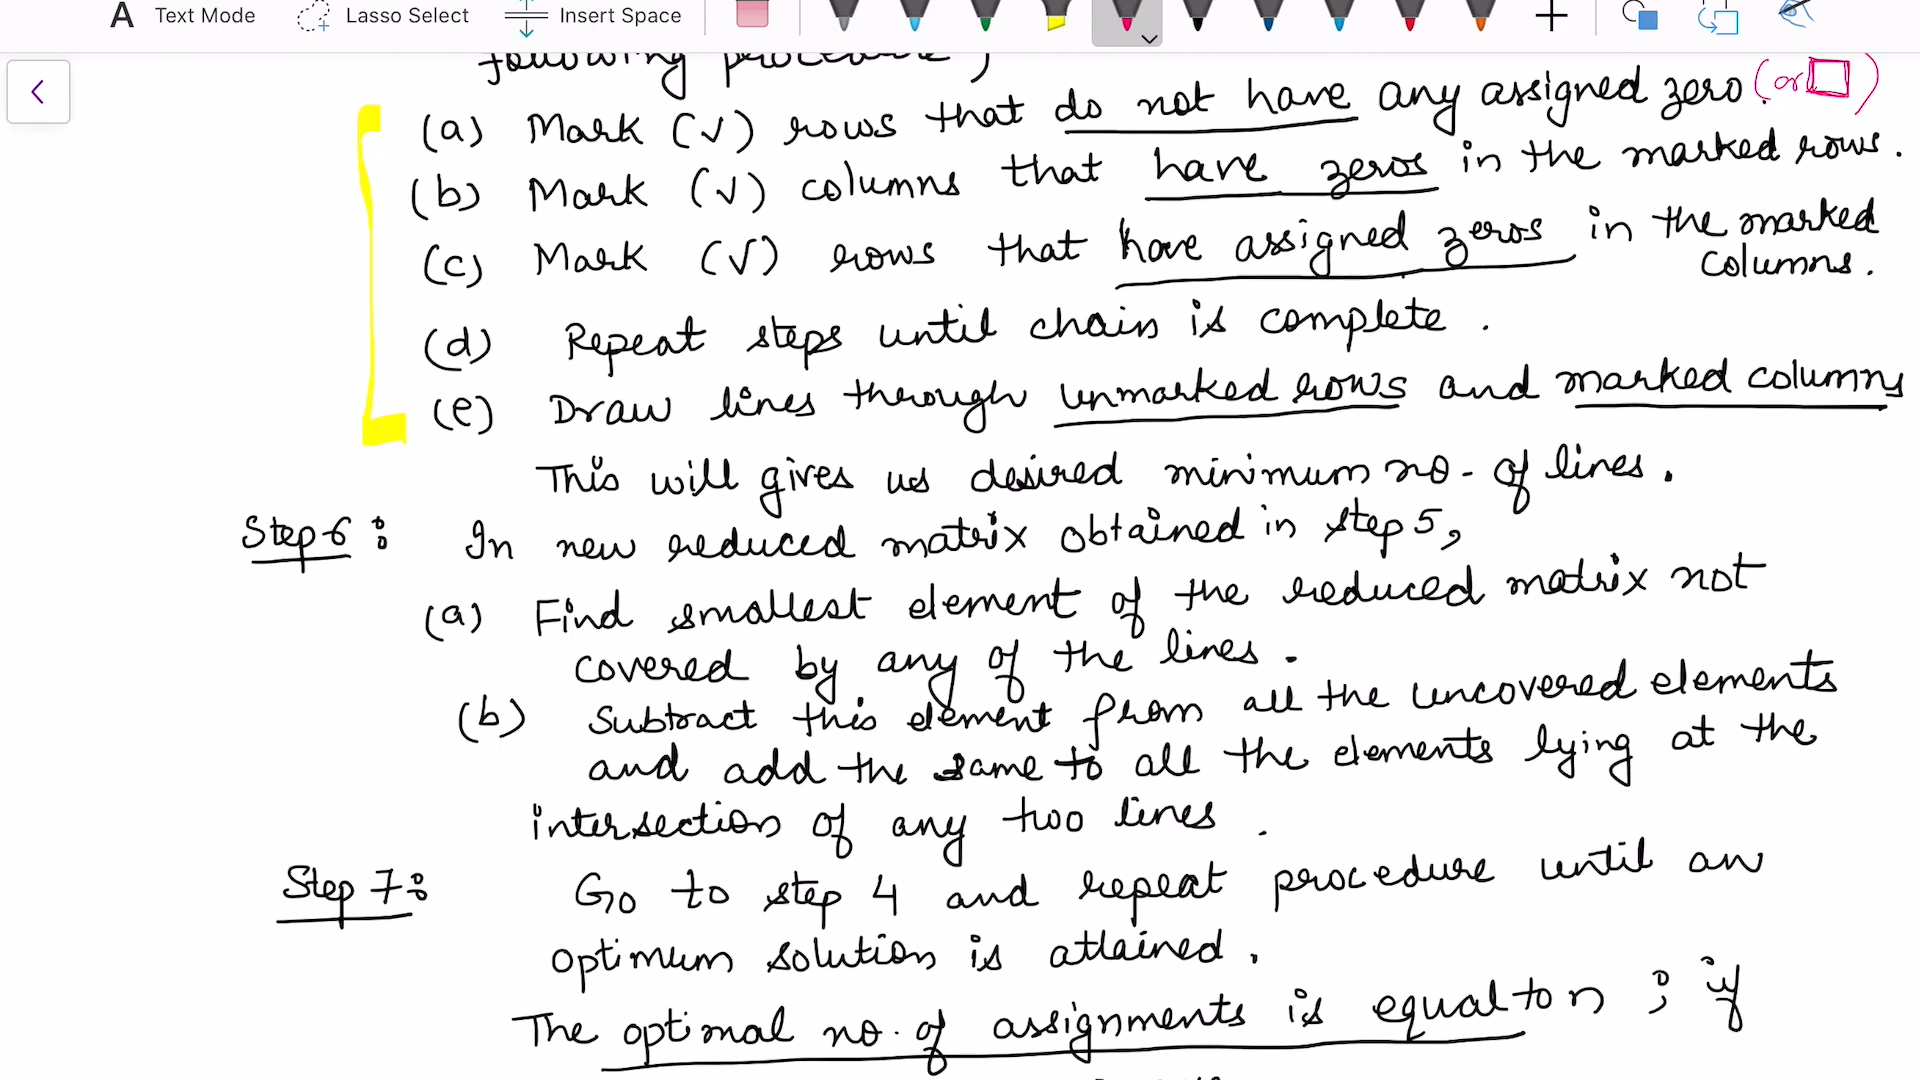 Text Mode Lasso Select Insert Space
following procedure)
(a) Mark (√) rows that do not have any assigned zero. (or □)
(b) Mark (√) columns that have zeros in the marked rows.
(c) Mark (√) rows that have assigned zeros in the marked
columns.
(d) Repeat steps until chain is complete.
(e) Draw lines through unmarked rows and marked columns
This will gives us desired minimum no. of lines.
Step 6: In new reduced matrix obtained in step 5,
(a) Find smallest element of the reduced matrix not
covered by any of the lines.
(b) Subtract this element from all the uncovered elements
and add the same to all the elements lying at the
intersection of any two lines.
Step 7: Go to step 4 and repeat procedure until an
optimum solution is attained.
The optimal no. of assignments is equal to n ; if